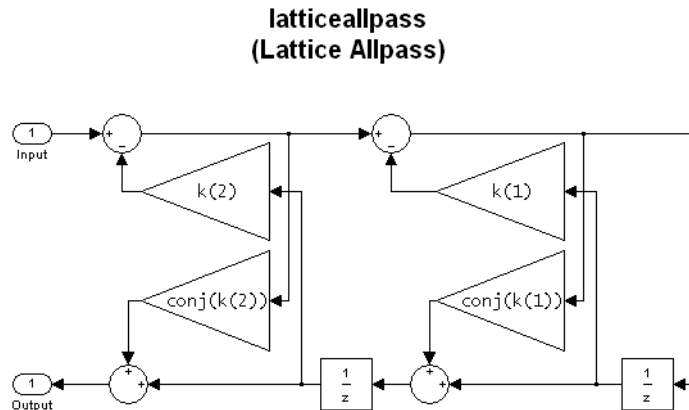 latticeallpass
(Lattice Allpass)
1
Input
+
−
+
−
k(2)
k(1)
conj(k(2))
conj(k(1))
1
Output
+
+
1
z
+
+
1
z